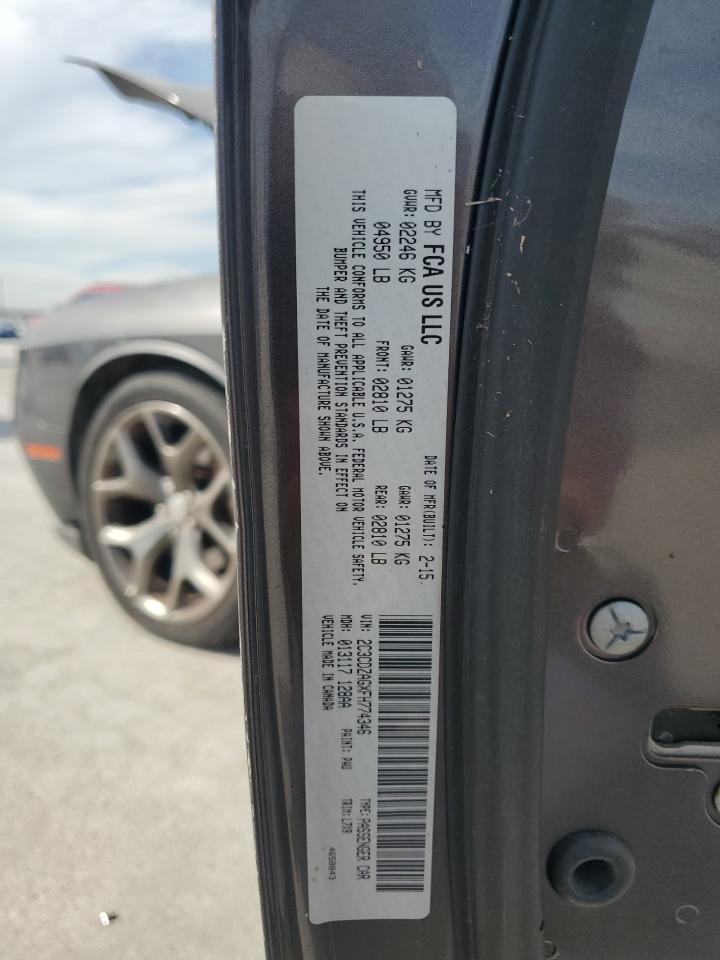 MFD BY FCA US LLC DATE OF MFR(BUILT): 2-15
GVWR: 02246 KG GAWR: 01275 KG GAWR: 01275 KG
04950 LB FRONT: 02810 LB REAR: 02810 LB
THIS VEHICLE CONFORMS TO ALL APPLICABLE U.S.A. FEDERAL MOTOR VEHICLE SAFETY,
BUMPER AND THEFT PREVENTION STANDARDS IN EFFECT ON
THE DATE OF MANUFACTURE SHOWN ABOVE.
VIN: 2C3CDZAGXFH774346 TYPE: PASSENGER CAR
MDH: 013117 128AA PAINT: PAU TRIM: L7X9
VEHICLE MADE IN CANADA 4658843